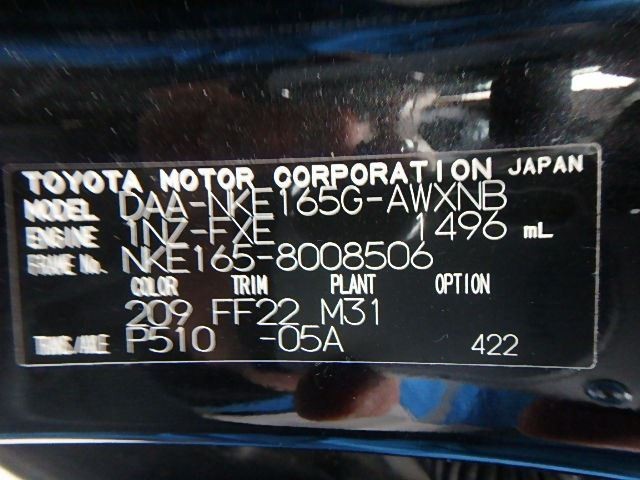 TOYOTA MOTOR CORPORATION JAPAN
MODEL DAA-NKE165G-AWXNB
ENGINE 1NZ-FXE 1496 mL
FRAME No. NKE165-8008506
COLOR TRIM PLANT OPTION
209 FF22 M31
TRANS/AXLE P510 -05A 422